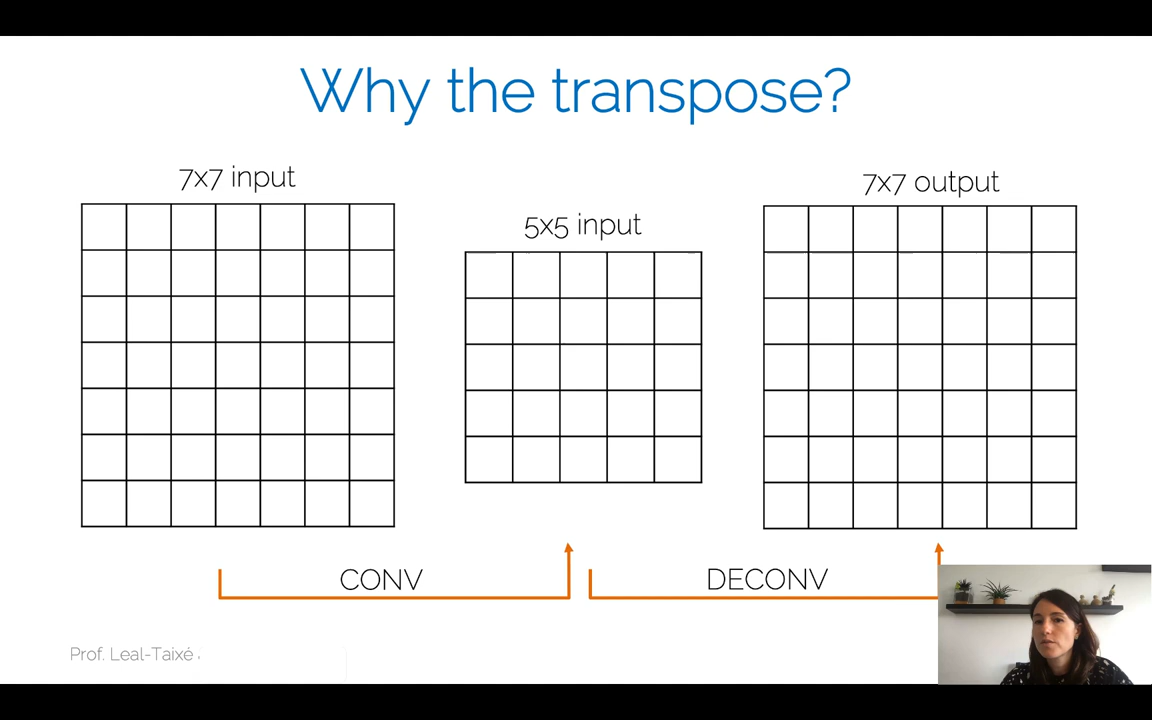 Why the transpose?
7x7 input
5x5 input
7x7 output
CONV
DECONV
Prof. Leal-Taixé